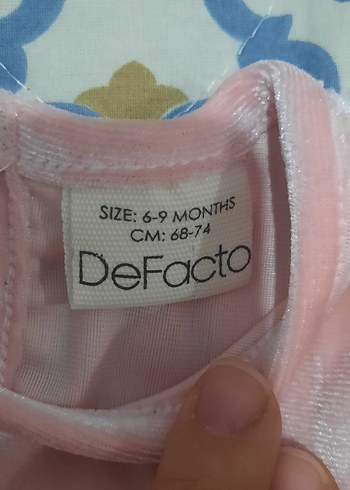 SIZE: 6-9 MONTHS
CM: 68-74
DeFacto